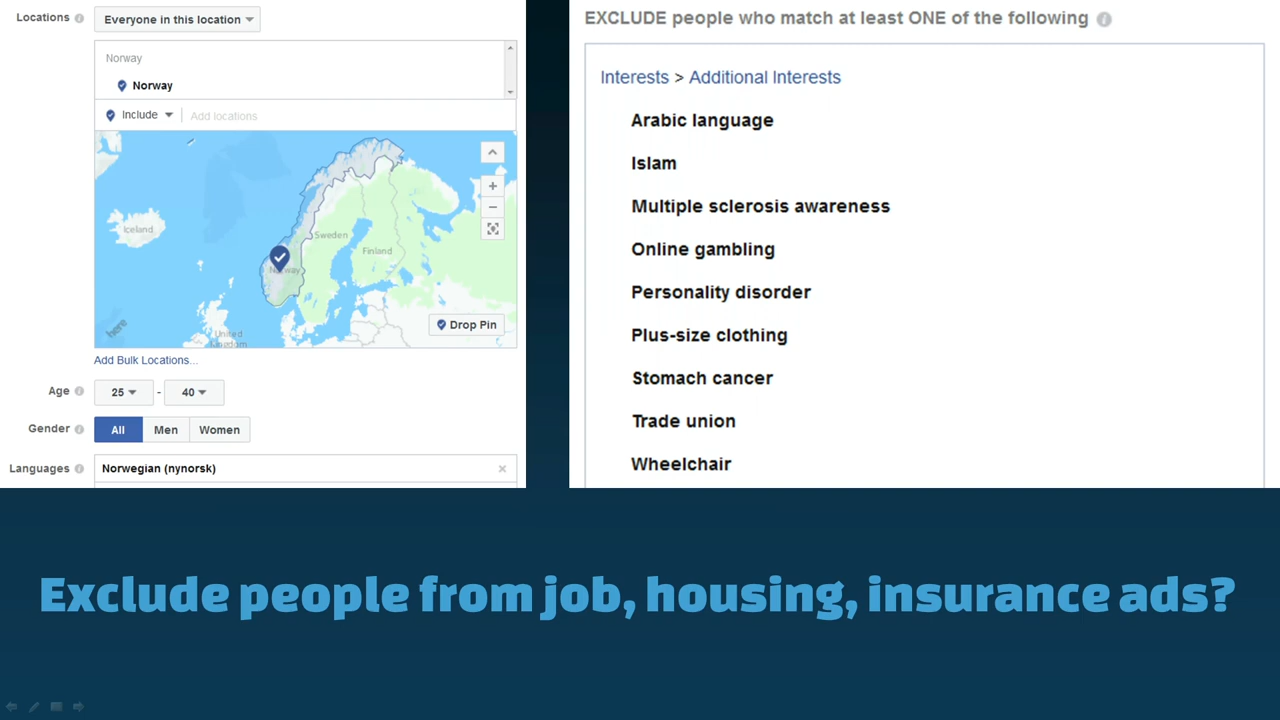 Locations
Everyone in this location
Norway
Norway
Include
Add locations
Iceland
Sweden
Finland
Norway
United
Kingdom
here
Drop Pin
Add Bulk Locations...
Age
25 - 40
Gender
All Men Women
Languages
Norwegian (nynorsk)
EXCLUDE people who match at least ONE of the following
Interests > Additional Interests
Arabic language
Islam
Multiple sclerosis awareness
Online gambling
Personality disorder
Plus-size clothing
Stomach cancer
Trade union
Wheelchair
Exclude people from job, housing, insurance ads?